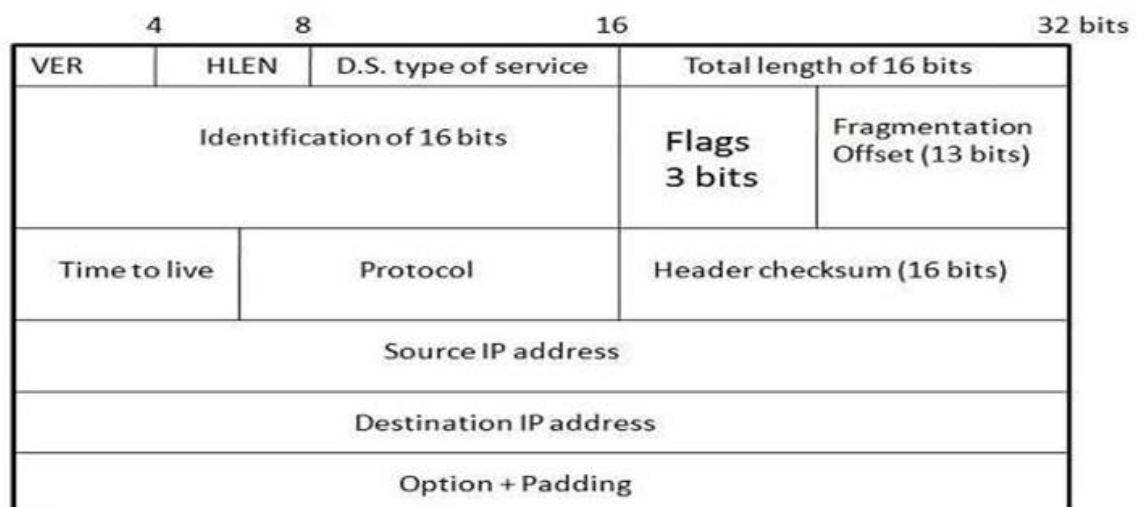 4 8 16 32 bits
VER HLEN D.S. type of service Total length of 16 bits
Identification of 16 bits
Flags
3 bits
Fragmentation
Offset (13 bits)
Time to live Protocol Header checksum (16 bits)
Source IP address
Destination IP address
Option + Padding